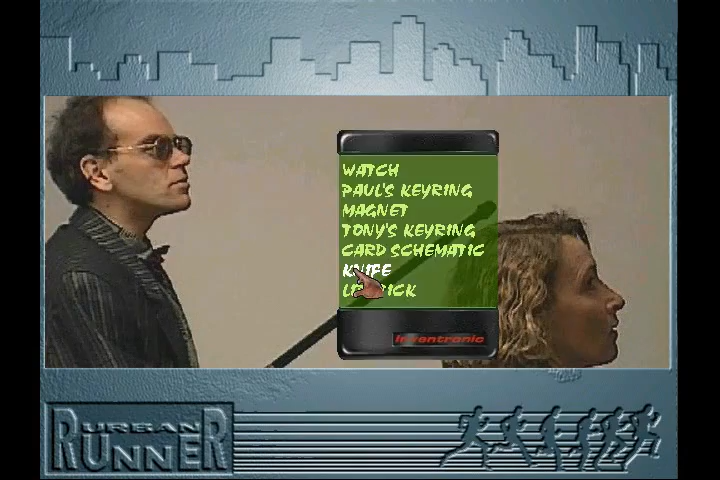 WATCH
PAUL'S KEYRING
MAGNET
TONY'S KEYRING
CARD SCHEMATIC
KNIFE
Inventronic
URBAN
RUNNER